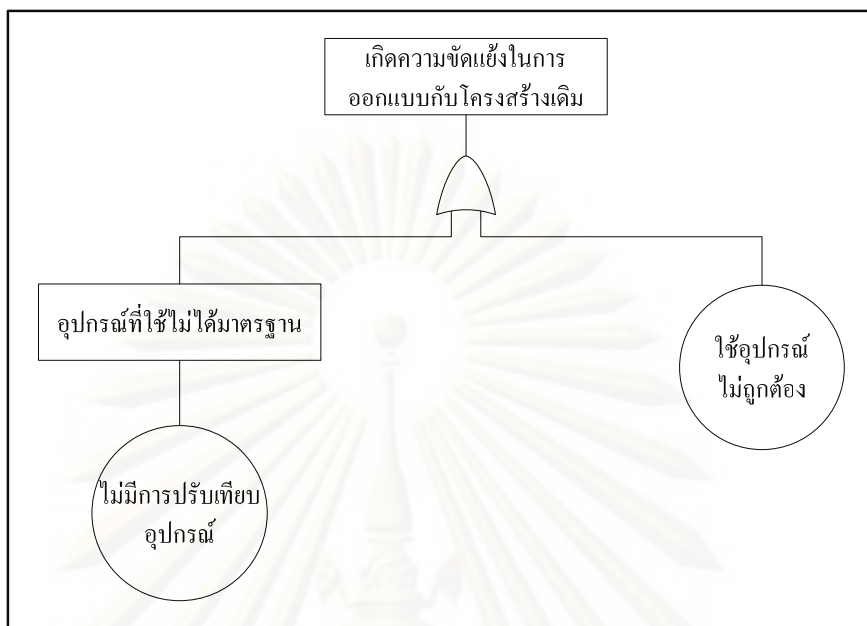 เกิดความขัดแย้งในการ
ออกแบบกับโครงสร้างเดิม
อุปกรณ์ที่ใช้ไม่ได้มาตรฐาน
ใช้อุปกรณ์
ไม่ถูกต้อง
ไม่มีการปรับเทียบ
อุปกรณ์